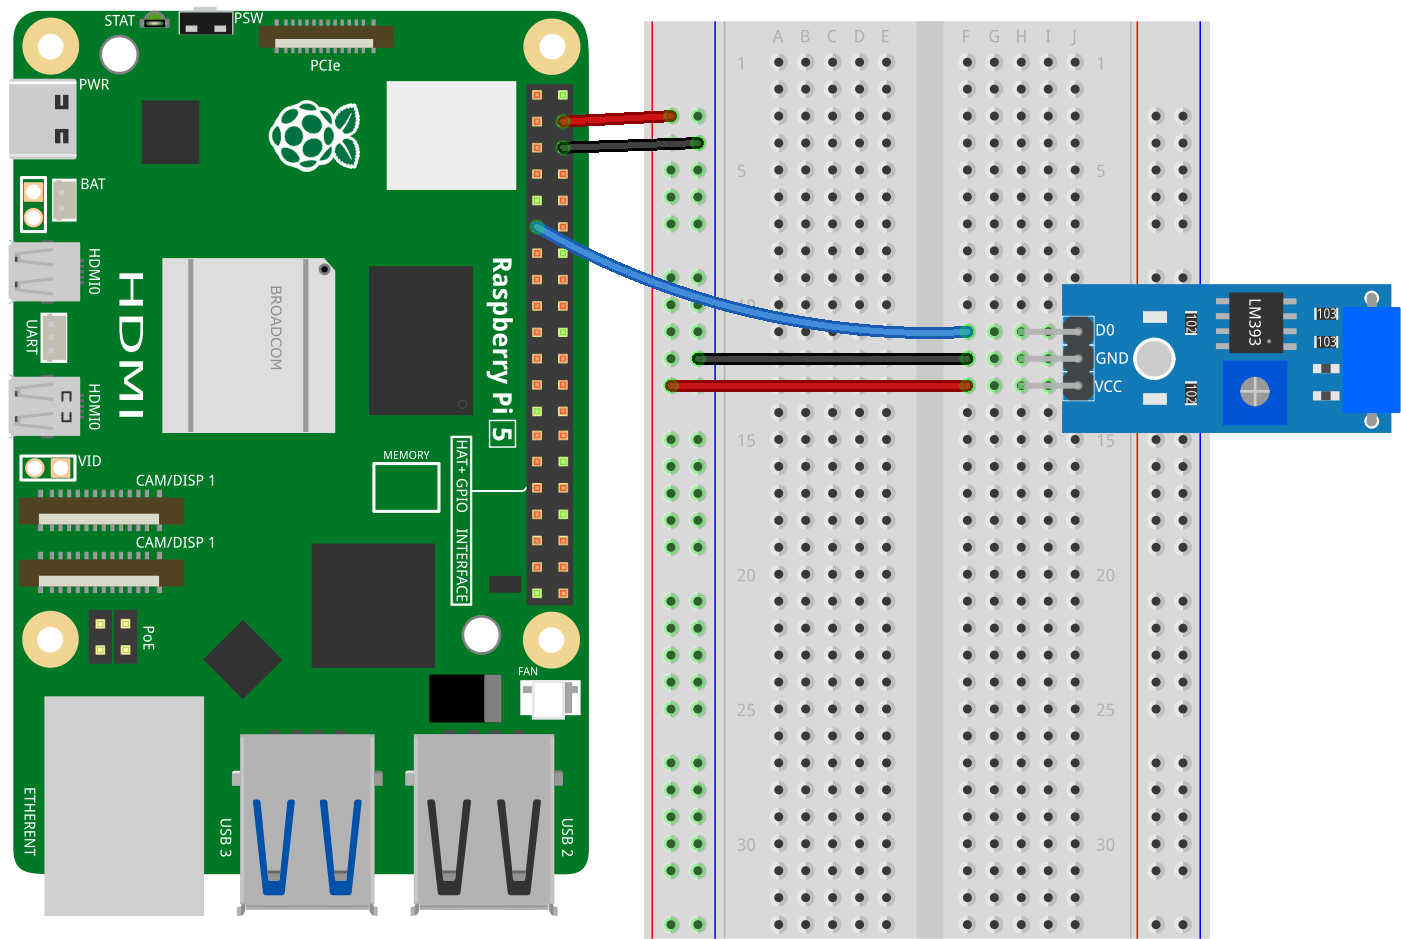 STAT
PSW
PCIe
PWR
BAT
HDMI0
HDMI
UART
HDMI0
BROADCOM
Raspberry Pi 5
VID
MEMORY
CAM/DISP 1
CAM/DISP 1
HAT+ GPIO INTERFACE
PoE
FAN
ETHERENT
USB 3
USB 2
A B C D E F G H I J
1 1
5 5
10
15 15
20 20
25 25
30 30
D0
GND
VCC
102
102
LM393
103
103